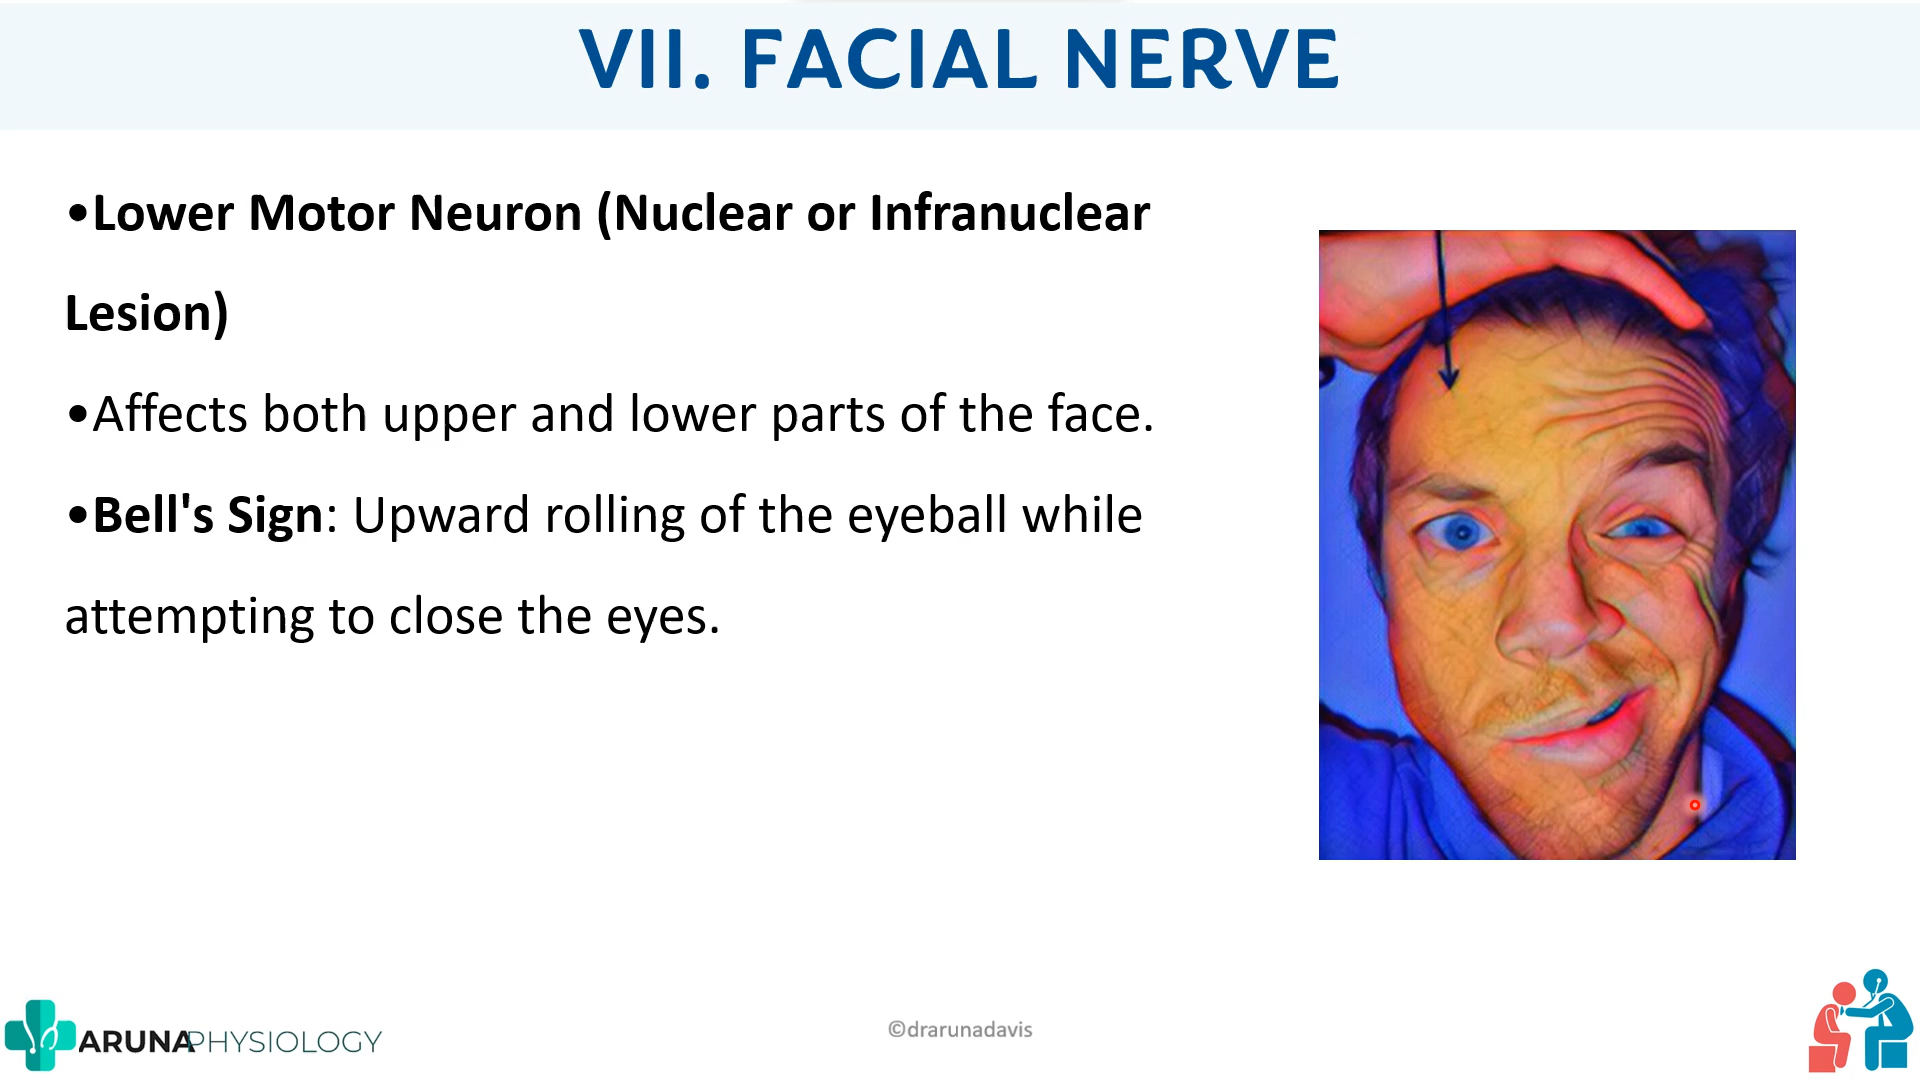 VII. FACIAL NERVE
•Lower Motor Neuron (Nuclear or Infranuclear
Lesion)
•Affects both upper and lower parts of the face.
•Bell's Sign: Upward rolling of the eyeball while
attempting to close the eyes.
ARUNAPHYSIOLOGY
©drarunadavis